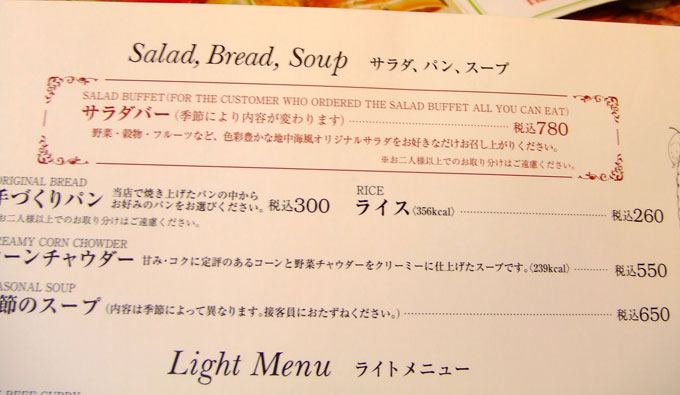 Salad, Bread, Soup サラダ、パン、スープ
SALAD BUFFET(FOR THE CUSTOMER WHO ORDERED THE SALAD BUFFET ALL YOU CAN EAT)
サラダバー(季節により内容が変わります) 税込780
野菜・穀物・フルーツなど、色彩豊かな地中海風オリジナルサラダをお好きなだけお召し上がりください。
※お二人様以上でのお取り分けはご遠慮ください。
ORIGINAL BREAD
手づくりパン 当店で焼き上げたパンの中から
お好みのパンをお選びください。 税込300
お二人様以上でのお取り分けはご遠慮ください。
RICE
ライス〈356kcal〉 税込260
REAMY CORN CHOWDER
ーンチャウダー 甘み・コクに定評のあるコーンと野菜チャウダーをクリーミーに仕上げたスープです。〈239kcal〉 税込550
ASONAL SOUP
節のスープ(内容は季節によって異なります。接客員におたずねください。) 税込650
Light Menu ライトメニュー
BEEF CURRY